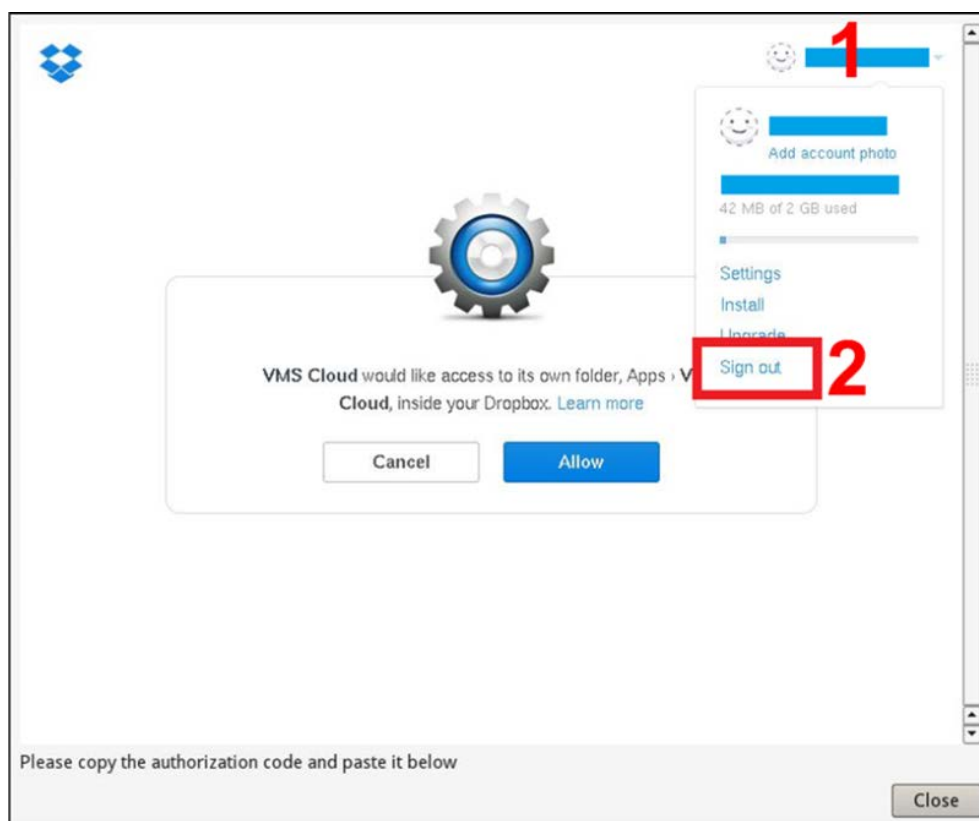 1
Add account photo
42 MB of 2 GB used
Settings
Install
Upgrade
Sign out
2
VMS Cloud would like access to its own folder, Apps › V
Cloud, inside your Dropbox. Learn more
Cancel
Allow
Please copy the authorization code and paste it below
Close